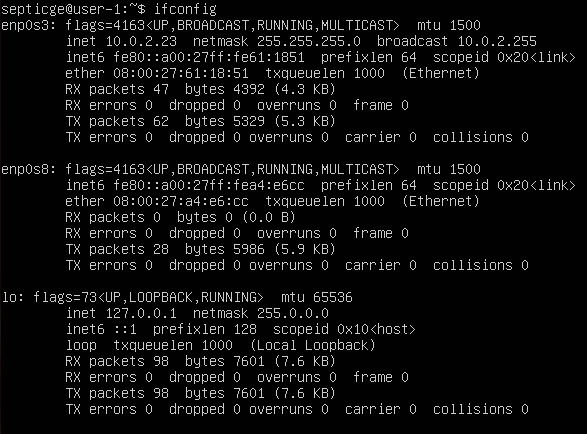 septicge@user-1:~$ ifconfig
enp0s3: flags=4163<UP,BROADCAST,RUNNING,MULTICAST>  mtu 1500
        inet 10.0.2.23  netmask 255.255.255.0  broadcast 10.0.2.255
        inet6 fe80::a00:27ff:fe61:1851  prefixlen 64  scopeid 0x20<link>
        ether 08:00:27:61:18:51  txqueuelen 1000  (Ethernet)
        RX packets 47  bytes 4392 (4.3 KB)
        RX errors 0  dropped 0  overruns 0  frame 0
        TX packets 62  bytes 5329 (5.3 KB)
        TX errors 0  dropped 0 overruns 0  carrier 0  collisions 0
enp0s8: flags=4163<UP,BROADCAST,RUNNING,MULTICAST>  mtu 1500
        inet6 fe80::a00:27ff:fea4:e6cc  prefixlen 64  scopeid 0x20<link>
        ether 08:00:27:a4:e6:cc  txqueuelen 1000  (Ethernet)
        RX packets 0  bytes 0 (0.0 B)
        RX errors 0  dropped 0  overruns 0  frame 0
        TX packets 28  bytes 5986 (5.9 KB)
        TX errors 0  dropped 0 overruns 0  carrier 0  collisions 0
lo: flags=73<UP,LOOPBACK,RUNNING>  mtu 65536
        inet 127.0.0.1  netmask 255.0.0.0
        inet6 ::1  prefixlen 128  scopeid 0x10<host>
        loop  txqueuelen 1000  (Local Loopback)
        RX packets 98  bytes 7601 (7.6 KB)
        RX errors 0  dropped 0  overruns 0  frame 0
        TX packets 98  bytes 7601 (7.6 KB)
        TX errors 0  dropped 0 overruns 0  carrier 0  collisions 0